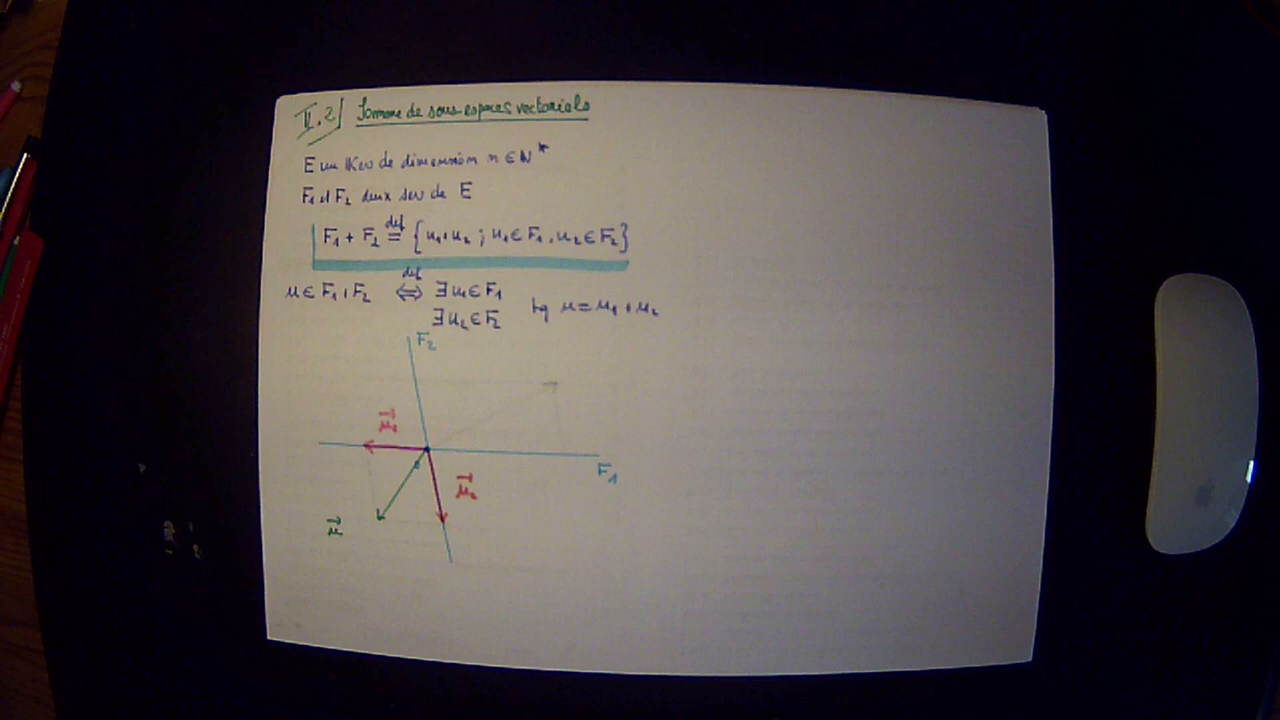 II.2/ Somme de sous espaces vectoriels
E un Kev de dimension n ∈ N*
F1 et F2 deux sev de E
F1 + F2 def = { u1+u2 ; u1 ∈ F1, u2 ∈ F2 }
u ∈ F1+F2 def ⇔ ∃ u1 ∈ F1
∃ u2 ∈ F2 tq u = u1 + u2
F2
u1
F1
u2
u